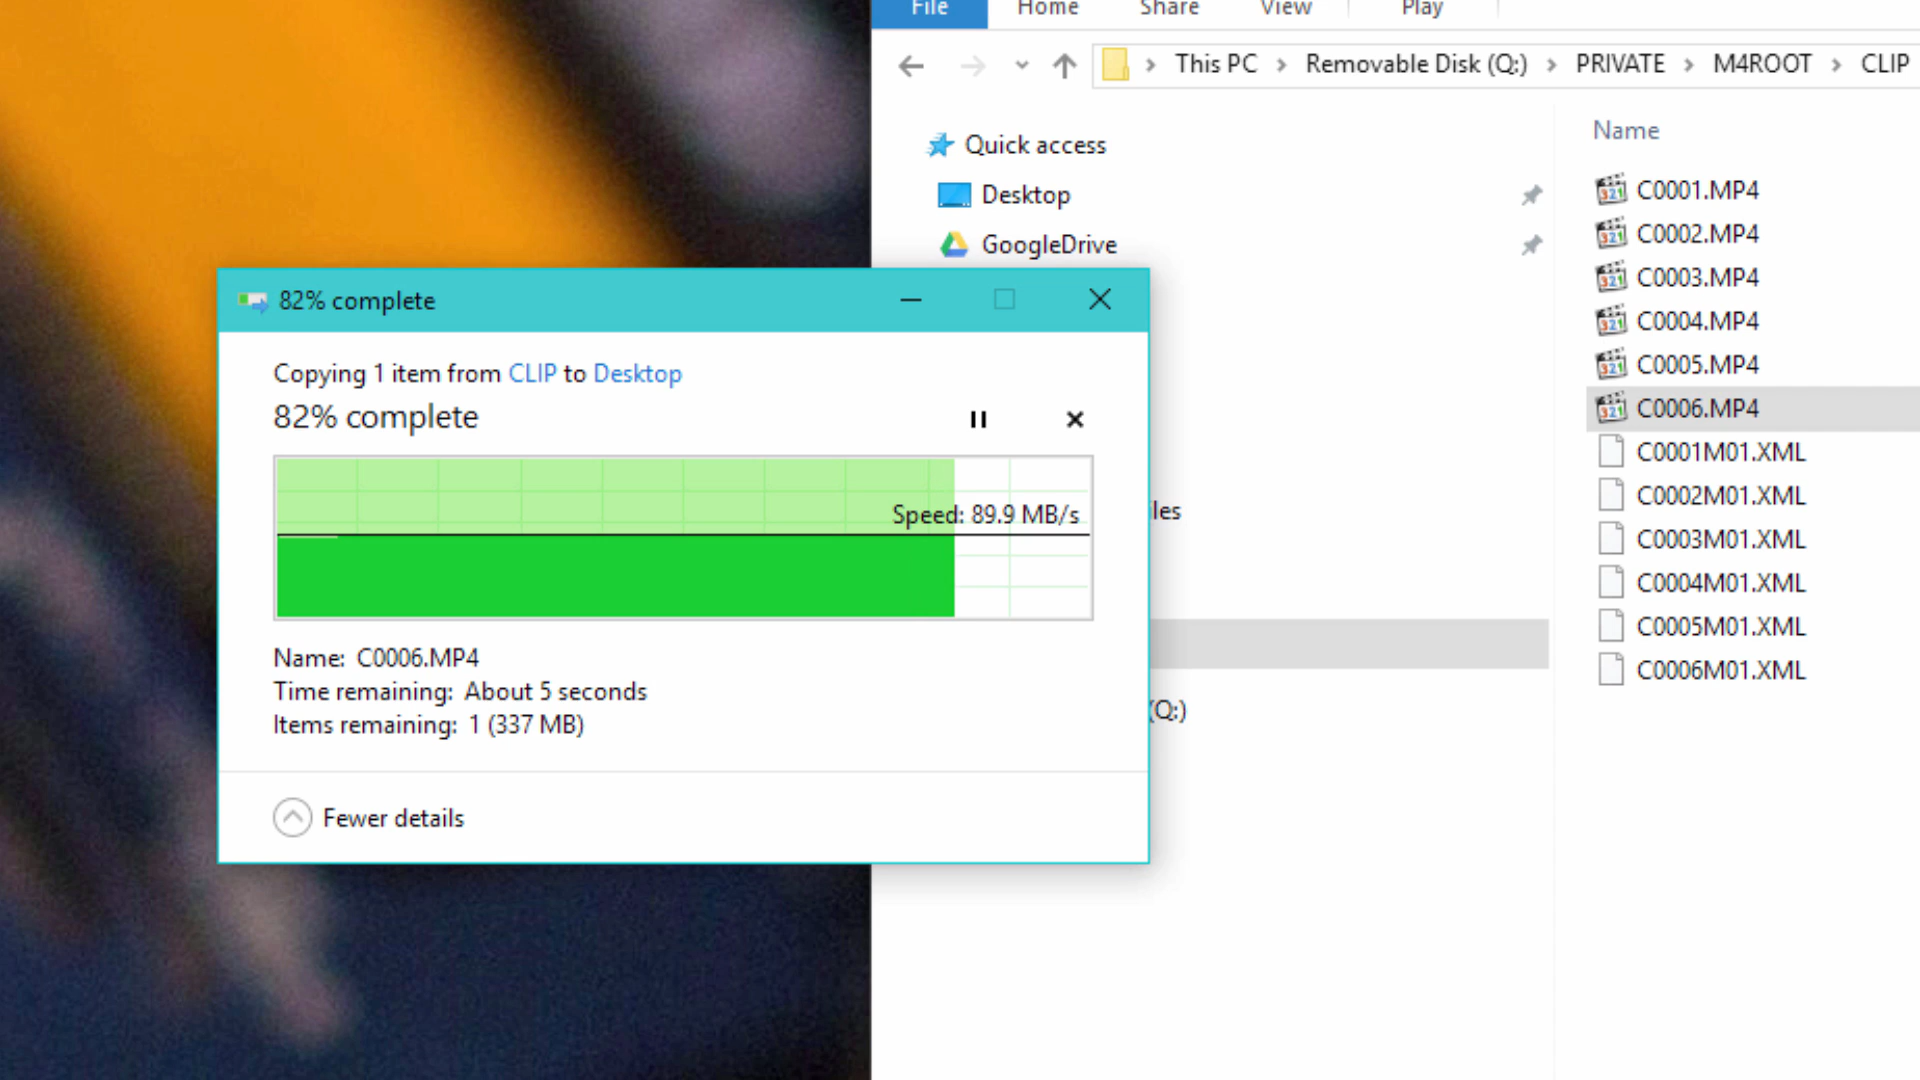 File Home Share View Play
This PC > Removable Disk (Q:) > PRIVATE > M4ROOT > CLIP
Quick access
Desktop
GoogleDrive
iles
(Q:)
Name
C0001.MP4
C0002.MP4
C0003.MP4
C0004.MP4
C0005.MP4
C0006.MP4
C0001M01.XML
C0002M01.XML
C0003M01.XML
C0004M01.XML
C0005M01.XML
C0006M01.XML
82% complete
Copying 1 item from CLIP to Desktop
82% complete
Speed: 89.9 MB/s
Name: C0006.MP4
Time remaining: About 5 seconds
Items remaining: 1 (337 MB)
Fewer details